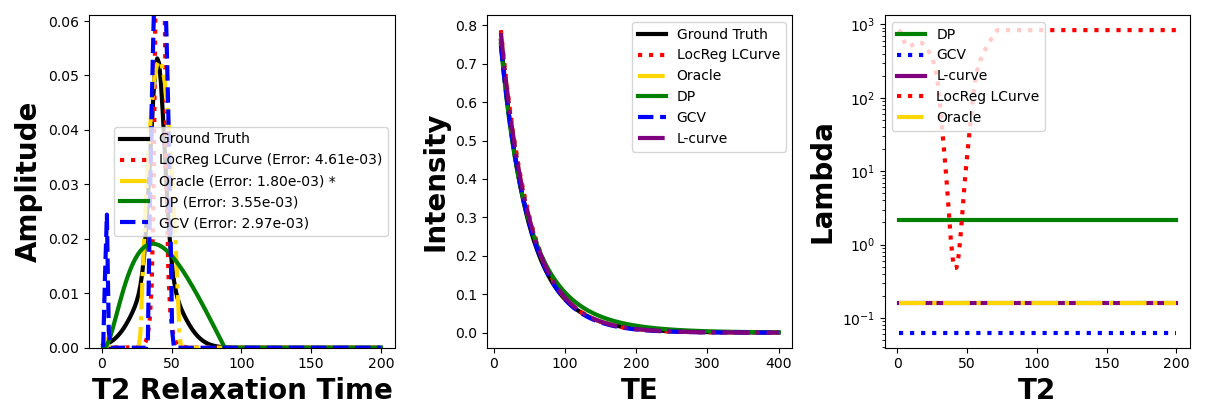 Amplitude
0.06
0.05
0.04
0.03
0.02
0.01
0.00
Ground Truth
LocReg LCurve (Error: 4.61e-03)
Oracle (Error: 1.80e-03) *
DP (Error: 3.55e-03)
GCV (Error: 2.97e-03)
0 50 100 150 200
T2 Relaxation Time
Intensity
0.8
0.7
0.6
0.5
0.4
0.3
0.2
0.1
0.0
Ground Truth
LocReg LCurve
Oracle
DP
GCV
L-curve
0 100 200 300 400
TE
Lambda
10³
10²
10¹
10⁰
10⁻¹
DP
GCV
L-curve
LocReg LCurve
Oracle
0 50 100 150 200
T2